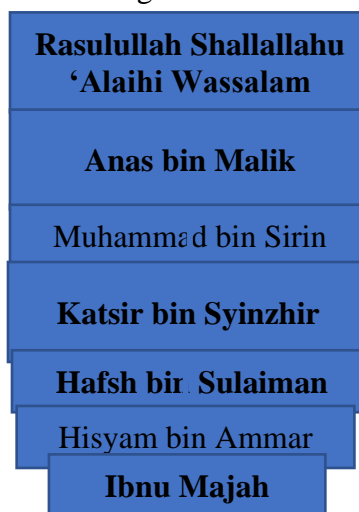 Rasulullah Shallallahu
‘Alaihi Wassalam
Anas bin Malik
Muhammad bin Sirin
Katsir bin Syinzhir
Hafsh bin Sulaiman
Hisyam bin Ammar
Ibnu Majah